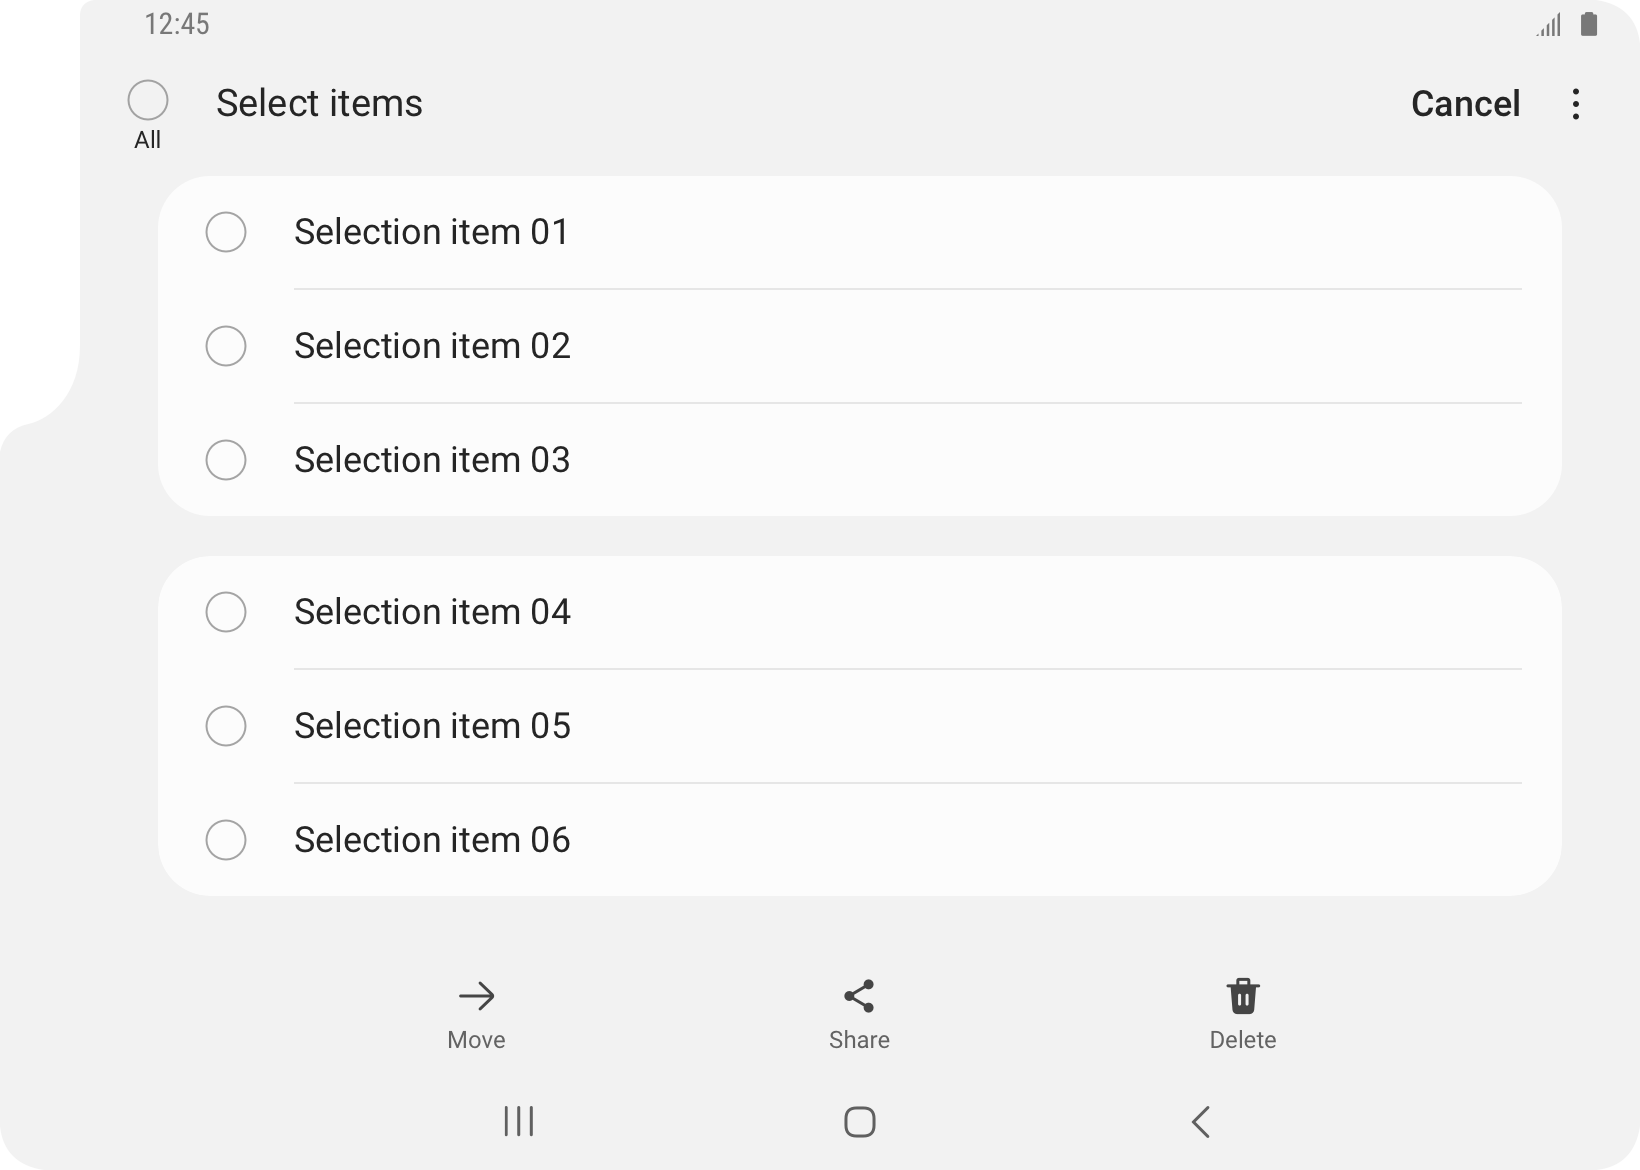 12:45
All
Select items
Cancel
Selection item 01
Selection item 02
Selection item 03
Selection item 04
Selection item 05
Selection item 06
Move
Share
Delete